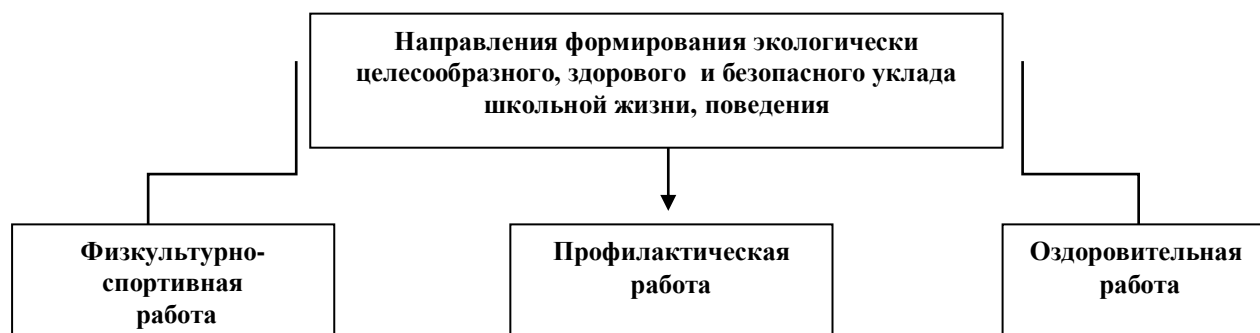 Направления формирования экологически
целесообразного, здорового и безопасного уклада
школьной жизни, поведения
Физкультурно-
спортивная
работа
Профилактическая
работа
Оздоровительная
работа